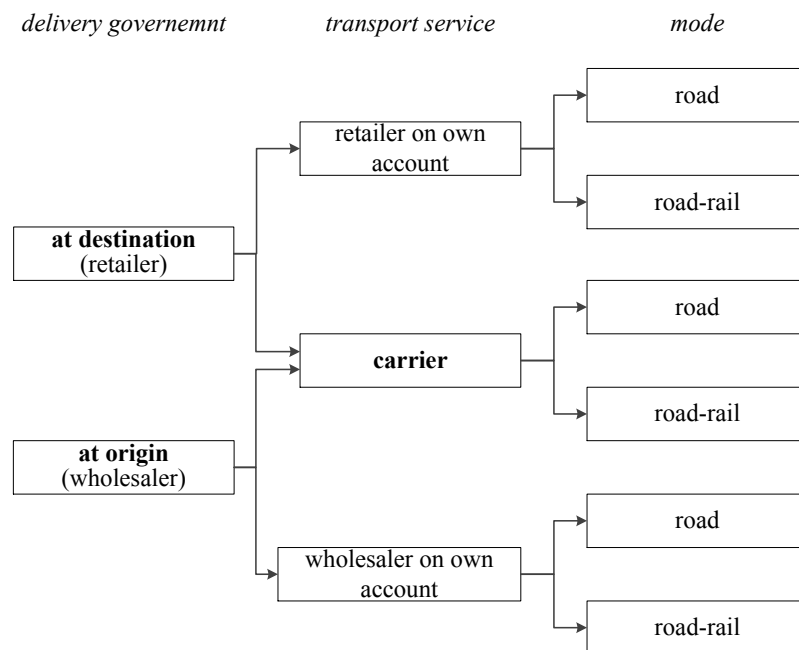 delivery governemnt transport service mode
road
retailer on own
account
road-rail
at destination
(retailer)
road
carrier
road-rail
at origin
(wholesaler)
road
wholesaler on own
account
road-rail